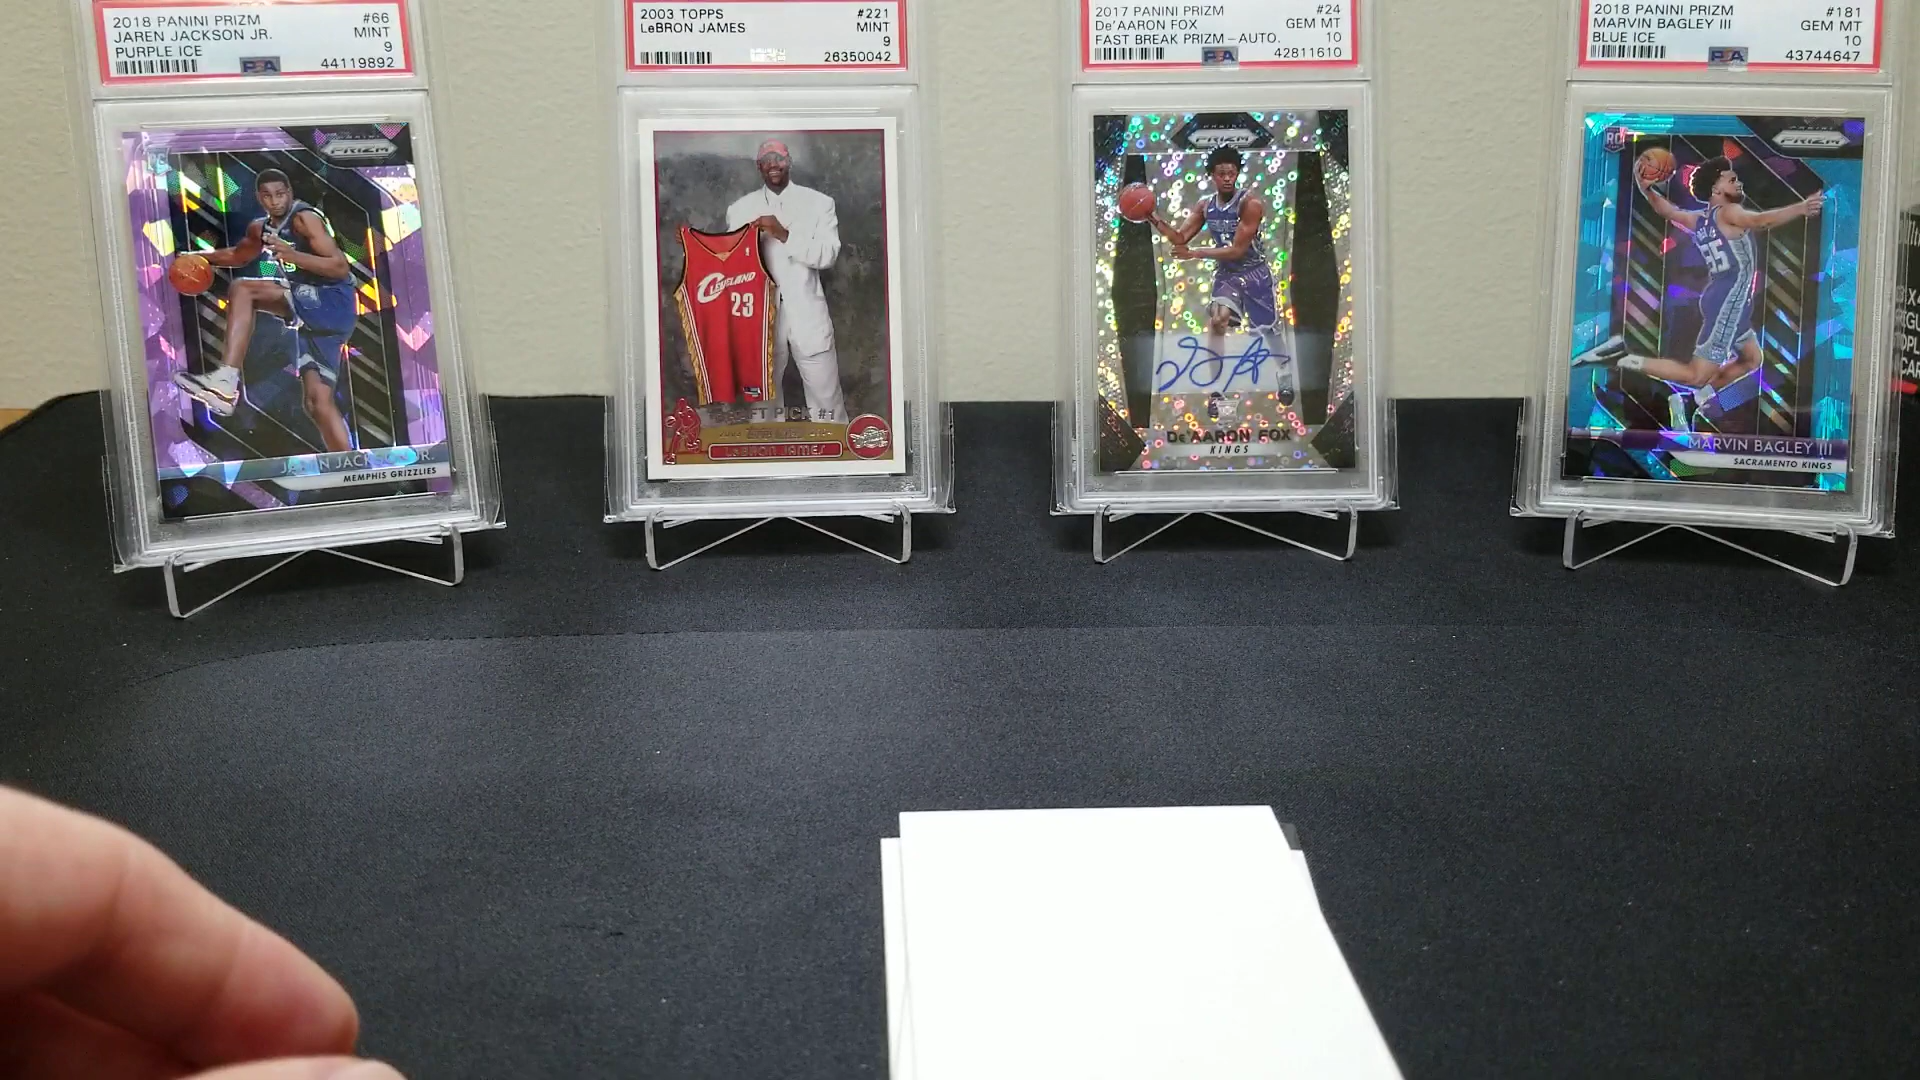 2018 PANINI PRIZM #66
JAREN JACKSON JR. MINT
PURPLE ICE 9
PSA 44119892
PRIZM
MEMPHIS GRIZZLIES
2003 TOPPS #221
LeBRON JAMES MINT
9
26350042
CLEVELAND
23
DRAFT PICK #1
LeBRON JAMES
2017 PANINI PRIZM #24
De'AARON FOX GEM MT
FAST BREAK PRIZM-AUTO. 10
PSA 42811610
PRIZM
De'AARON FOX
KINGS
2018 PANINI PRIZM #181
MARVIN BAGLEY III GEM MT
BLUE ICE 10
PSA 43744647
RC
PRIZM
35
MARVIN BAGLEY III
SACRAMENTO KINGS